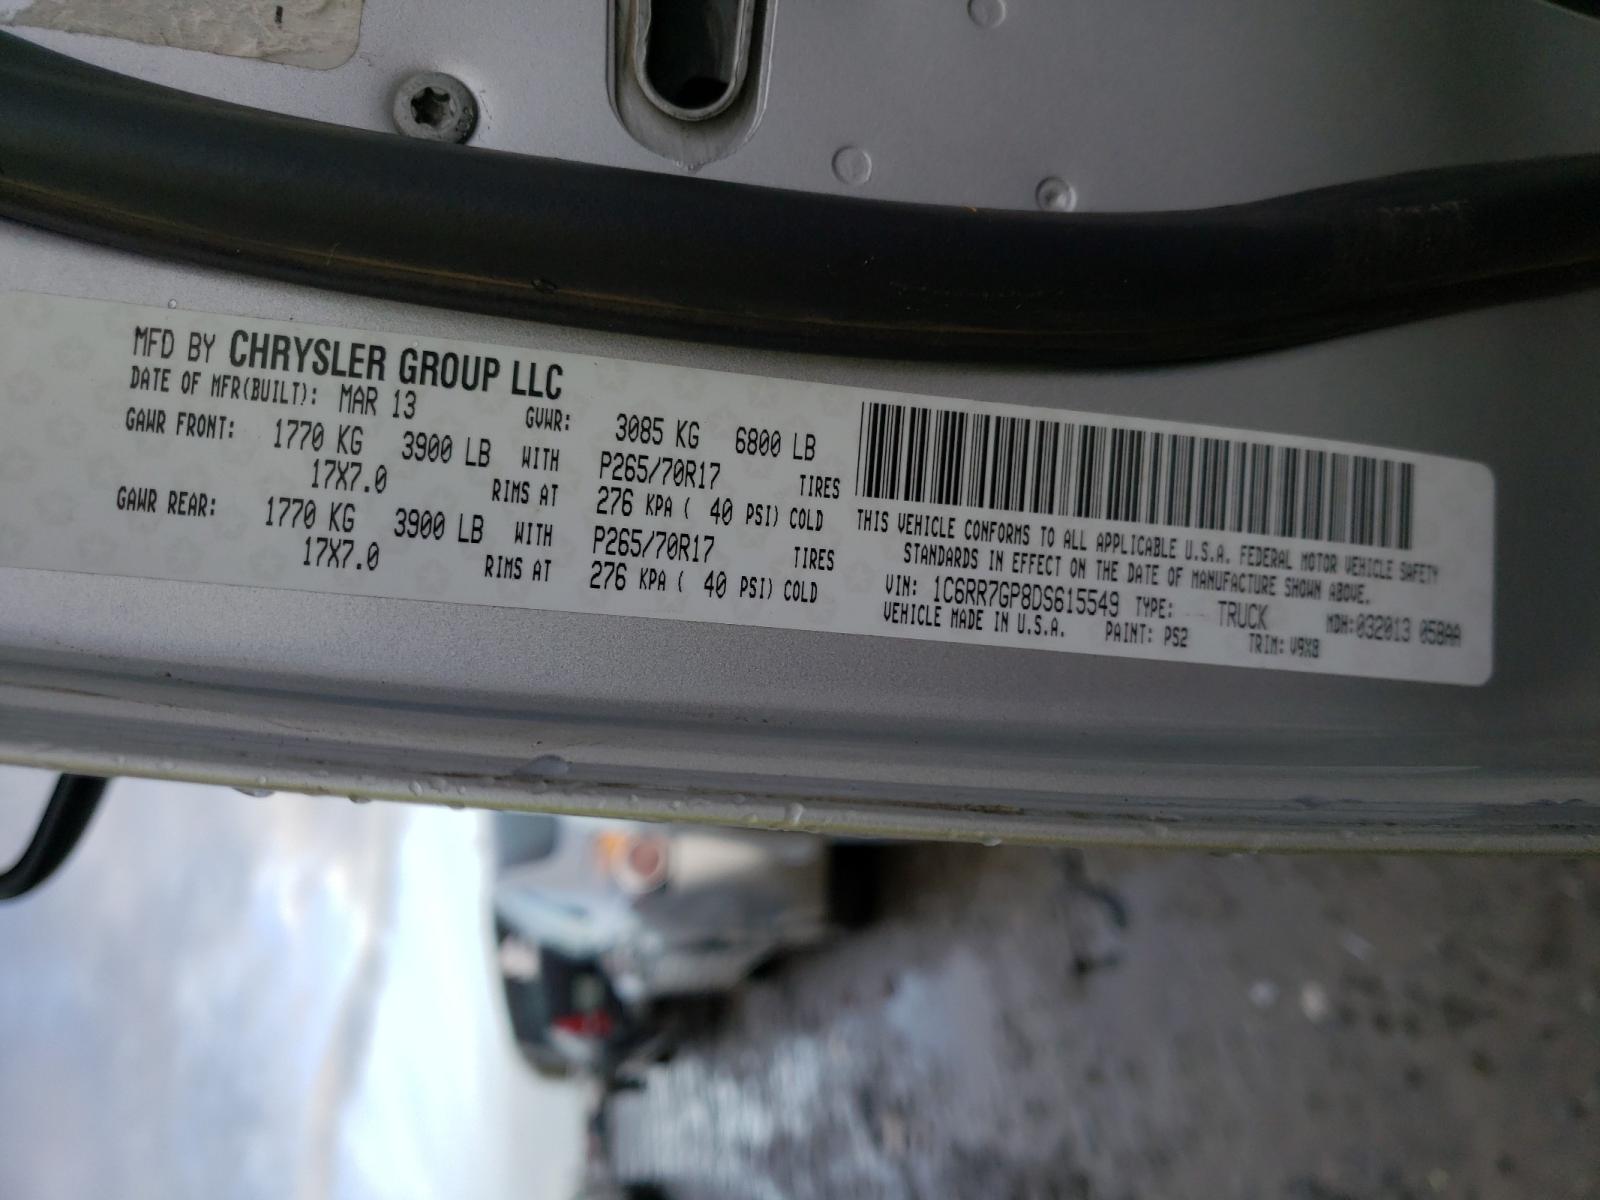 MFD BY CHRYSLER GROUP LLC
DATE OF MFR(BUILT): MAR 13 GVWR: 3085 KG 6800 LB
GAWR FRONT: 1770 KG 3900 LB WITH P265/70R17 TIRES
17X7.0 RIMS AT 276 KPA ( 40 PSI) COLD
GAWR REAR: 1770 KG 3900 LB WITH P265/70R17 TIRES
17X7.0 RIMS AT 276 KPA ( 40 PSI) COLD
THIS VEHICLE CONFORMS TO ALL APPLICABLE U.S.A. FEDERAL MOTOR VEHICLE SAFETY
STANDARDS IN EFFECT ON THE DATE OF MANUFACTURE SHOWN ABOVE.
VIN: 1C6RR7GP8DS615549 TYPE: TRUCK MDH:032013 05BAA
VEHICLE MADE IN U.S.A. PAINT: PS2 TRIM: V9X8